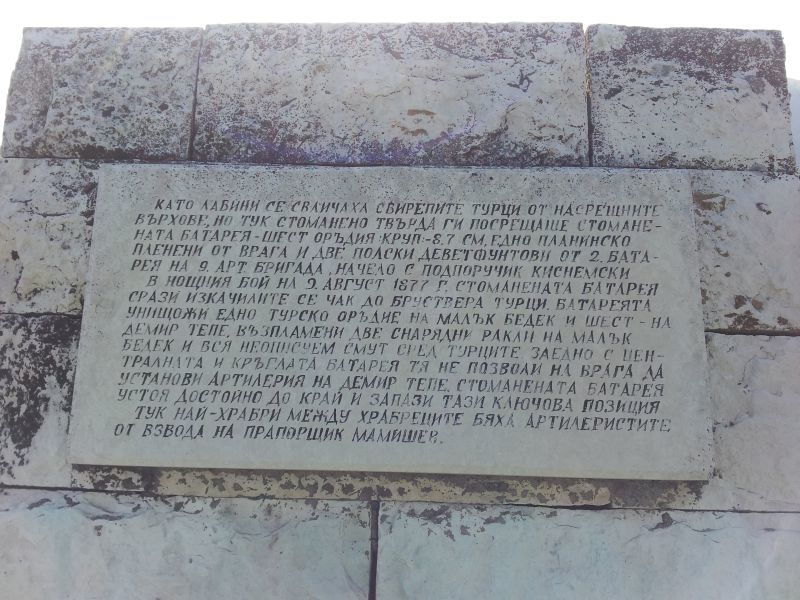 КАТО ЛАВИНИ СЕ СВЛИЧАХА СВИРЕПИТЕ ТУРЦИ ОТ НАСРЕЩНИТЕ
ВЪРХОВЕ, НО ТУК СТОМАНЕНО ТВЪРДА ГИ ПОСРЕЩАШЕ СТОМАНЕ-
НАТА БАТАРЕЯ-ШЕСТ ОРЪДИЯ КРУП-8,7 СМ, ЕДНО ПЛАНИНСКО
ПЛЕНЕНИ ОТ ВРАГА И ДВЕ ПОЛСКИ ДЕВЕТФУНТОВИ ОТ 2. БАТА-
РЕЯ НА 9. АРТ. БРИГАДА, НАЧЕЛО С ПОДПОРУЧИК КИСНЕМСКИ
В НОЩНИЯ БОЙ НА 9. АВГУСТ 1877 Г. СТОМАНЕНАТА БАТАРЕЯ
СРАЗИ ИЗКАЧИЛИТЕ СЕ ЧАК ДО БРУСТВЕРА ТУРЦИ. БАТАРЕЯТА
УНИЩОЖИ ЕДНО ТУРСКО ОРЪДИЕ НА МАЛЪК БЕДЕК И ШЕСТ - НА
ДЕМИР ТЕПЕ, ВЪЗПЛАМЕНИ ДВЕ СНАРЯДНИ РАКЛИ НА МАЛЪК
БЕДЕК И ВСЯ НЕОПИСУЕМ СМУТ СРЕД ТУРЦИТЕ. ЗАЕДНО С ЦЕН-
ТРАЛНАТА И КРЪГЛАТА БАТАРЕЯ ТЯ НЕ ПОЗВОЛИ НА ВРАГА ДА
УСТАНОВИ АРТИЛЕРИЯ НА ДЕМИР ТЕПЕ. СТОМАНЕНАТА БАТАРЕЯ
УСТОЯ ДОСТОЙНО ДО КРАЙ И ЗАПАЗИ ТАЗИ КЛЮЧОВА ПОЗИЦИЯ
ТУК НАЙ-ХРАБРИ МЕЖДУ ХРАБРЕЦИТЕ БЯХА АРТИЛЕРИСТИТЕ
ОТ ВЗВОДА НА ПРАПОРЩИК МАМИШЕВ.